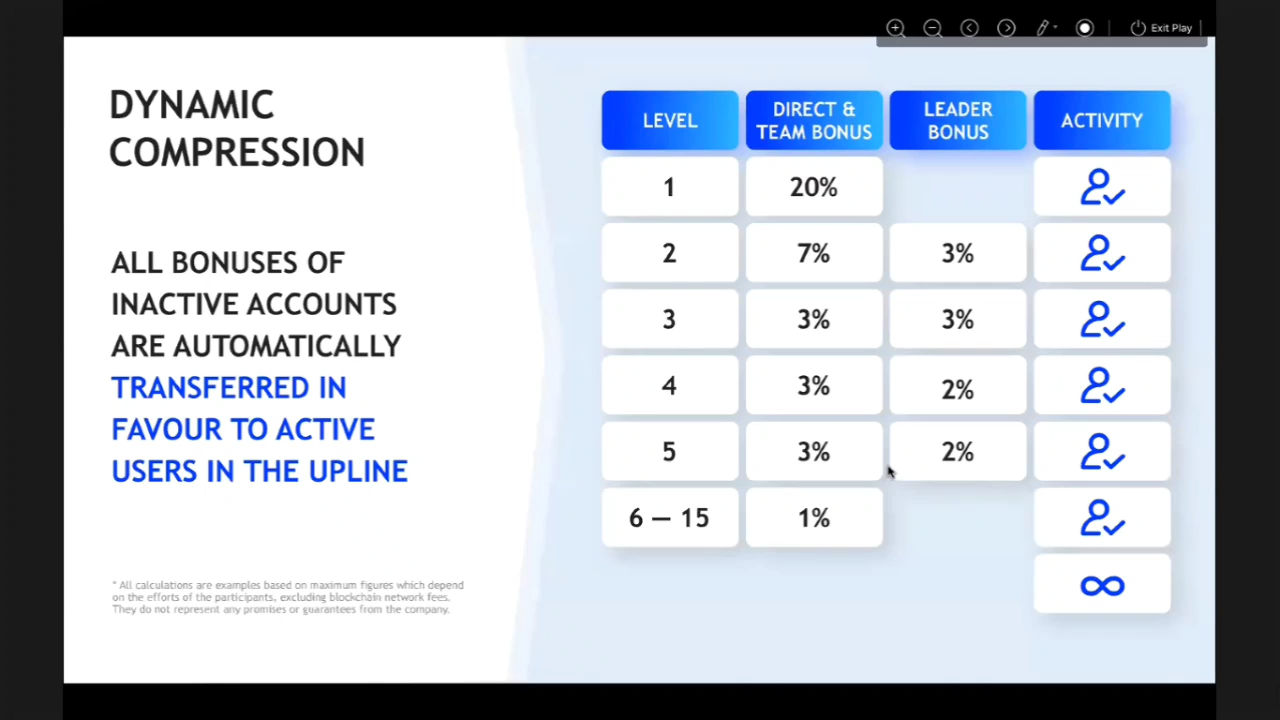 Exit Play
DYNAMIC
COMPRESSION
ALL BONUSES OF
INACTIVE ACCOUNTS
ARE AUTOMATICALLY
TRANSFERRED IN
FAVOUR TO ACTIVE
USERS IN THE UPLINE
* All calculations are examples based on maximum figures which depend
on the efforts of the participants, excluding blockchain network fees.
They do not represent any promises or guarantees from the company.
LEVEL DIRECT & TEAM BONUS LEADER BONUS ACTIVITY
1 20%
2 7% 3%
3 3% 3%
4 3% 2%
5 3% 2%
6 — 15 1%
∞